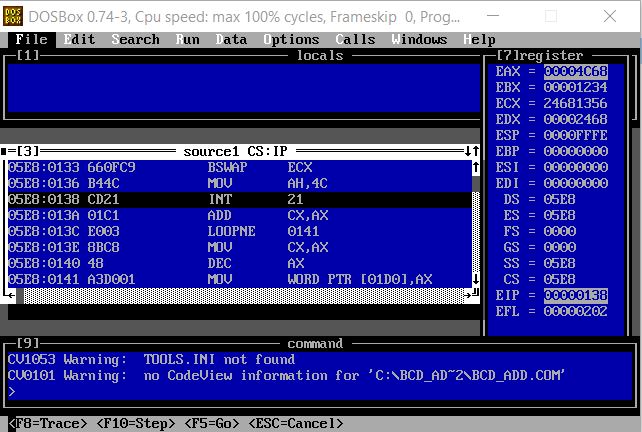 DOSBox 0.74-3, Cpu speed: max 100% cycles, Frameskip 0, Prog...
File Edit Search Run Data Options Calls Windows Help
[1] locals
[7]register
EAX = 00004C68
EBX = 00001234
ECX = 24681356
EDX = 00002468
ESP = 0000FFFE
EBP = 00000000
ESI = 00000000
EDI = 00000000
DS = 05E8
ES = 05E8
FS = 0000
GS = 0000
SS = 05E8
CS = 05E8
EIP = 00000138
EFL = 00000202
[3] source1 CS:IP
05E8:0133 660FC9 BSWAP ECX
05E8:0136 B44C MOV AH,4C
05E8:0138 CD21 INT 21
05E8:013A 01C1 ADD CX,AX
05E8:013C E003 LOOPNE 0141
05E8:013E 8BC8 MOV CX,AX
05E8:0140 48 DEC AX
05E8:0141 A3D001 MOV WORD PTR [01D0],AX
[9] command
CV1053 Warning: TOOLS.INI not found
CV0101 Warning: no CodeView information for 'C:\BCD_AD~2\BCD_ADD.COM'
>
<F8=Trace> <F10=Step> <F5=Go> <ESC=Cancel>